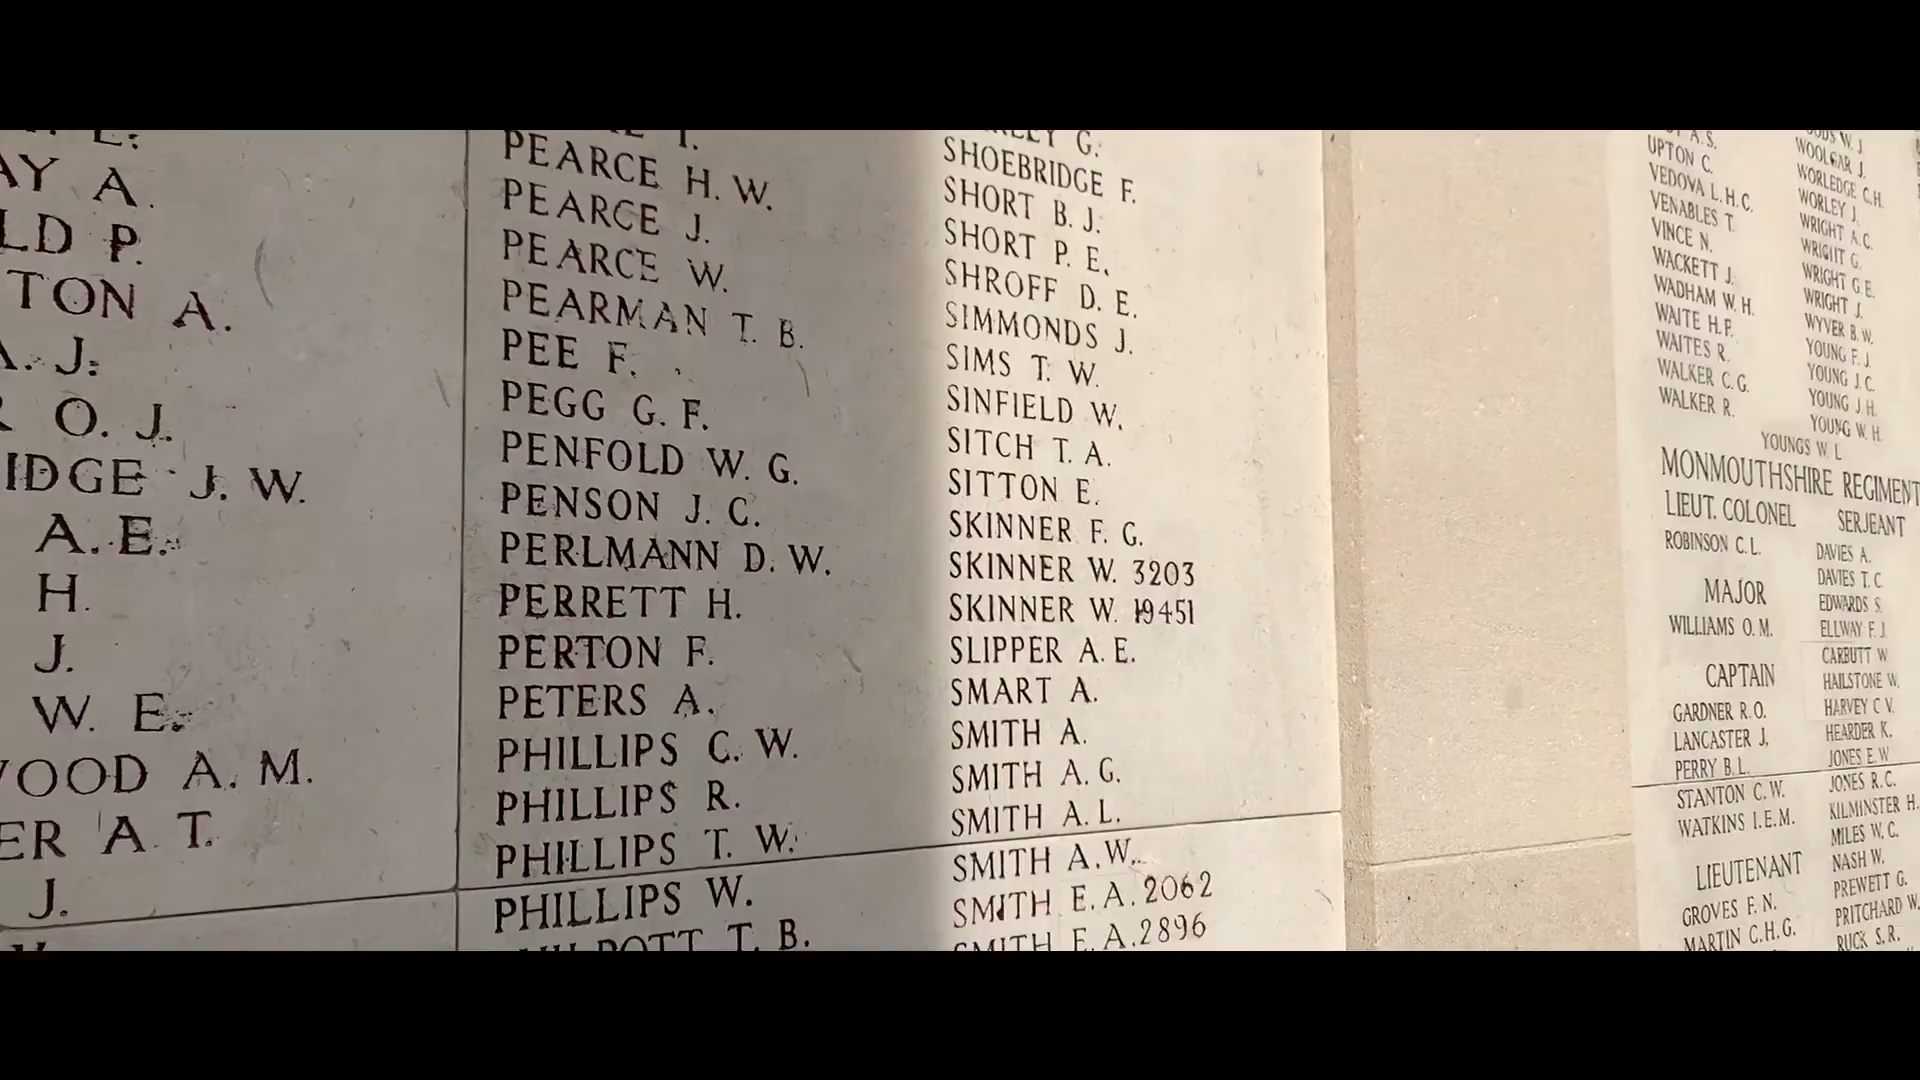 L.
AY A.
LD P.
TON A.
A. J.
R O. J.
IDGE J. W.
A. E.
H.
J.
W. E.
WOOD A. M.
ER A. T.
J.
PEARCE H. W.
PEARCE J.
PEARCE W.
PEARMAN T. B.
PEE F.
PEGG G. F.
PENFOLD W. G.
PENSON J. C.
PERLMANN D. W.
PERRETT H.
PERTON F.
PETERS A.
PHILLIPS C. W.
PHILLIPS R.
PHILLIPS T. W.
PHILLIPS W.
PHILPOTT T. B.
G.
SHOEBRIDGE F.
SHORT B. J.
SHORT P. E.
SHROFF D. E.
SIMMONDS J.
SIMS T. W.
SINFIELD W.
SITCH T. A.
SITTON E.
SKINNER F. G.
SKINNER W. 3203
SKINNER W. 19451
SLIPPER A. E.
SMART A.
SMITH A.
SMITH A. G.
SMITH A. L.
SMITH A. W.
SMITH E. A. 2062
SMITH E. A. 2896
A. S.
UPTON C.
VEDOVA L. H. C.
VENABLES T.
VINCE N.
WACKETT J.
WADHAM W. H.
WAITE H. F.
WAITES R.
WALKER C. G.
WALKER R.
W. J.
WOOLGAR J.
WORLEDGE C. H.
WORLEY J.
WRIGHT A. C.
WRIGHT G.
WRIGHT G. E.
WRIGHT J.
WYVER B. W.
YOUNG F. J.
YOUNG J. C.
YOUNG J. H.
YOUNG W. H.
YOUNGS W. L.
MONMOUTHSHIRE REGIMENT
LIEUT. COLONEL
ROBINSON C. L.
MAJOR
WILLIAMS O. M.
CAPTAIN
GARDNER R. O.
LANCASTER J.
PERRY B. L.
STANTON C. W.
WATKINS I. E. M.
LIEUTENANT
GROVES F. N.
MARTIN C. H. G.
SERJEANT
DAVIES A.
DAVIES T. C.
EDWARDS S.
ELLWAY F. J.
CARBUTT W
HAILSTONE W.
HARVEY C. V.
HEARDER K.
JONES E. W
JONES R. C.
KILMINSTER H.
MILES W. C.
NASH W.
PREWETT G.
PRITCHARD W.
RUCK S. R.